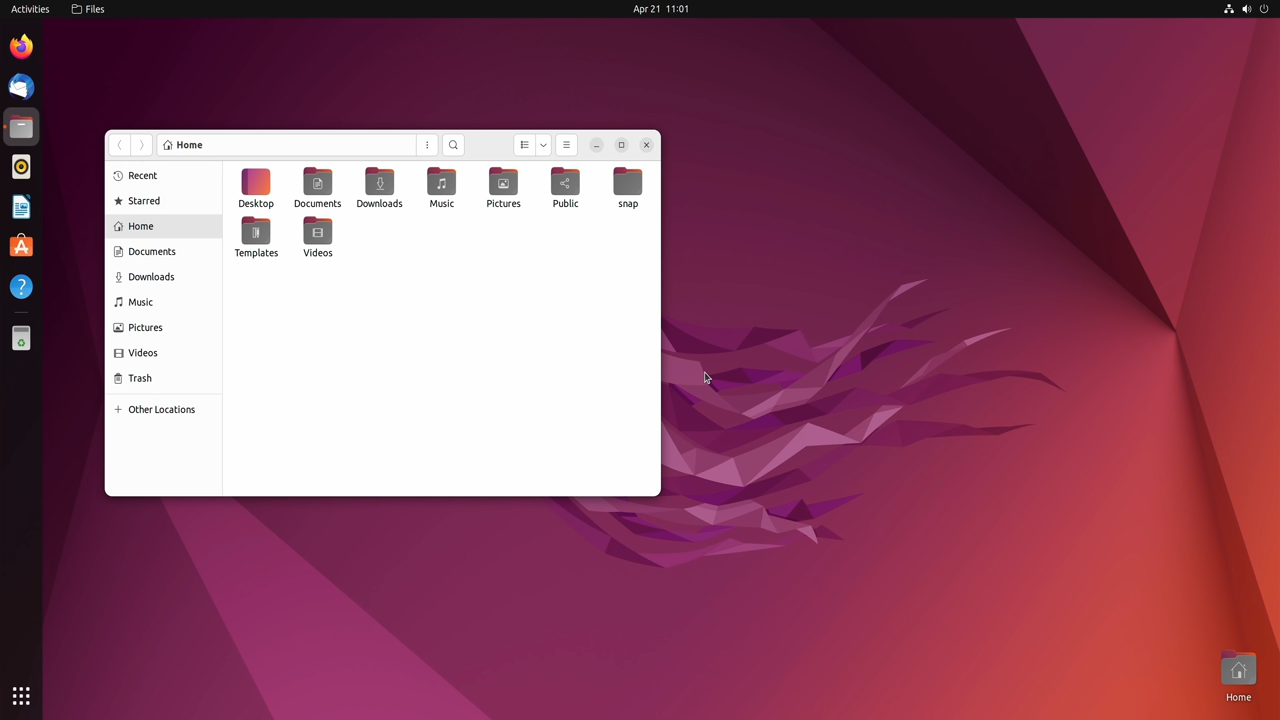 Activities Files Apr 21 11:01
Home
Recent
Starred
Home
Documents
Downloads
Music
Pictures
Videos
Trash
Other Locations
Desktop Documents Downloads Music Pictures Public snap
Templates Videos
Home